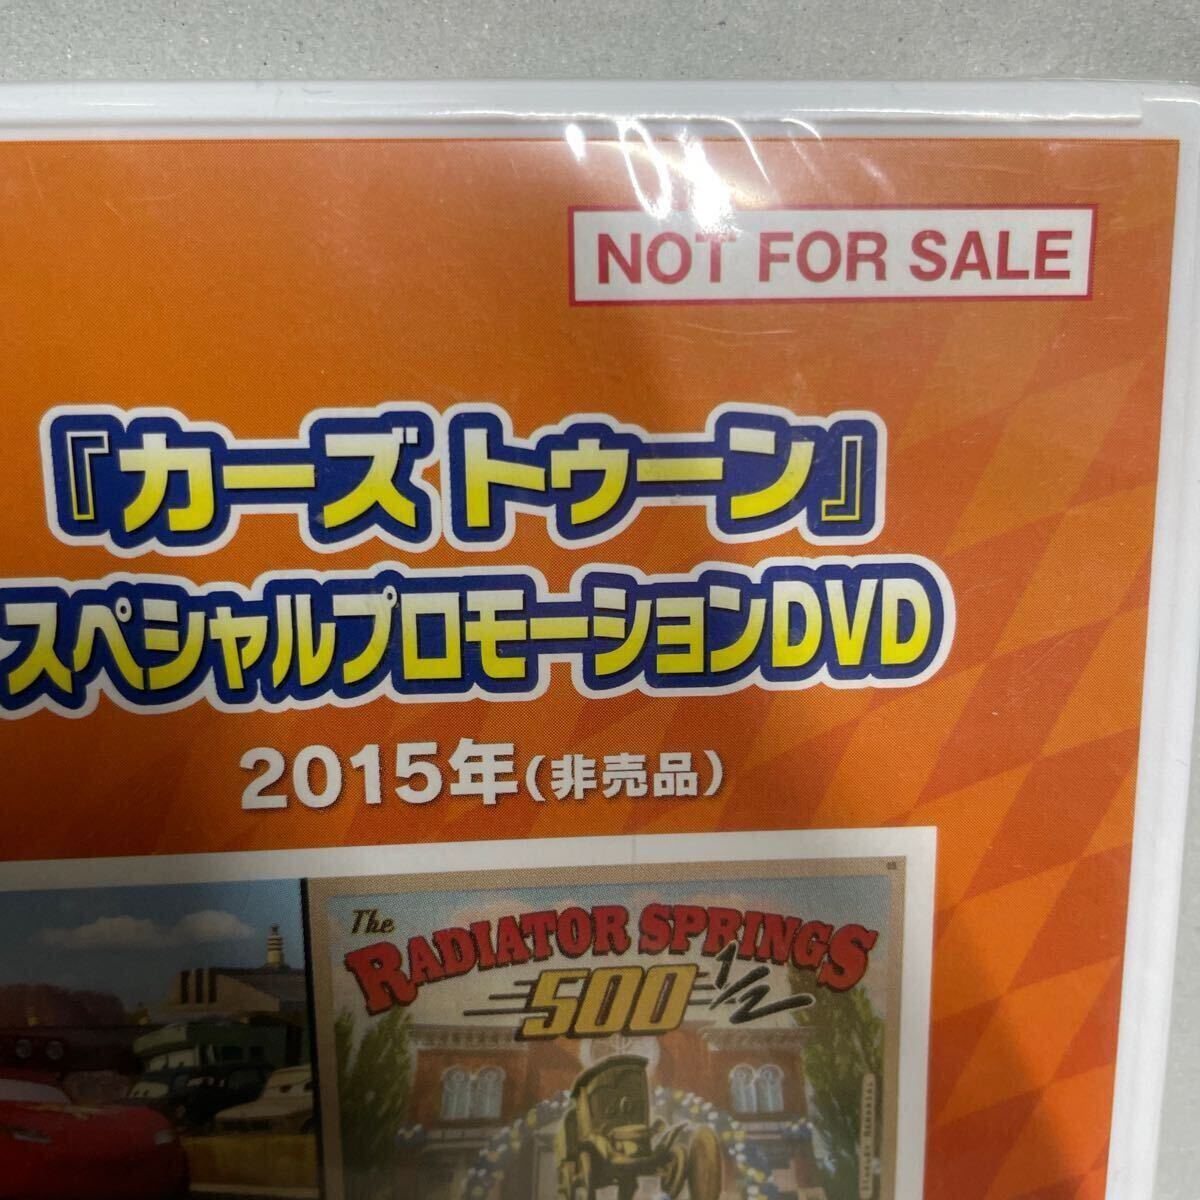 NOT FOR SALE
『カーズ トゥーン』
スペシャルプロモーションDVD
2015年(非売品)
The
RADIATOR SPRINGS
500 1/2